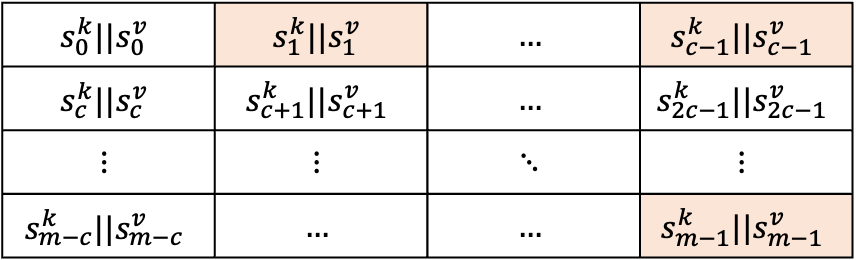 $s_0^k||s_0^v$ $s_1^k||s_1^v$ ... $s_{c-1}^k||s_{c-1}^v$
$s_c^k||s_c^v$ $s_{c+1}^k||s_{c+1}^v$ ... $s_{2c-1}^k||s_{2c-1}^v$
⋮ ⋮ ⋱ ⋮
$s_{m-c}^k||s_{m-c}^v$ ... ... $s_{m-1}^k||s_{m-1}^v$